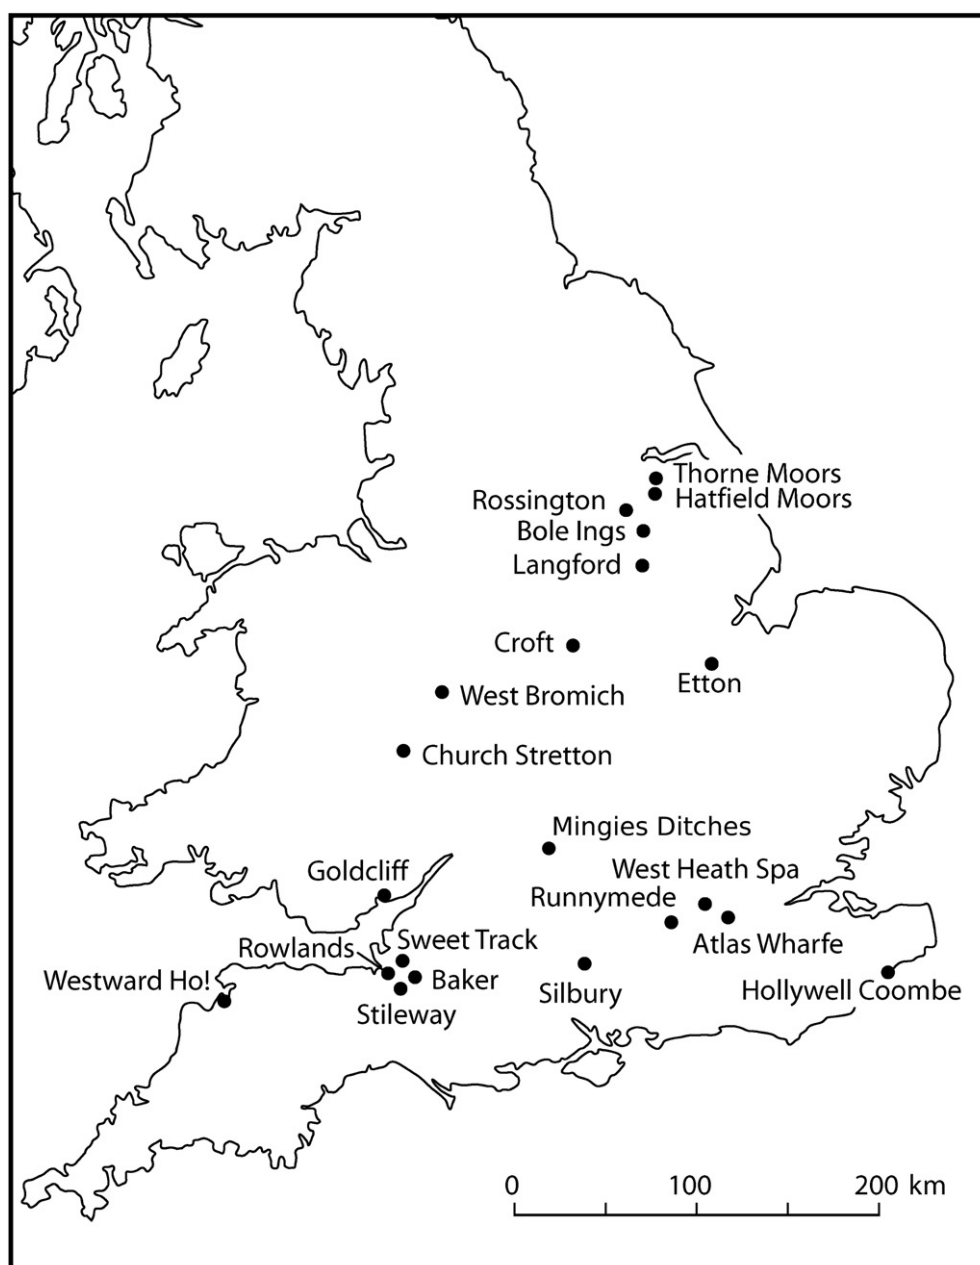 Thorne Moors
Rossington
Hatfield Moors
Bole Ings
Langford
Croft
Etton
West Bromich
Church Stretton
Mingies Ditches
Goldcliff
West Heath Spa
Runnymede
Sweet Track
Rowlands
Atlas Wharfe
Westward Ho!
Baker
Silbury
Hollywell Coombe
Stileway
0 100 200 km